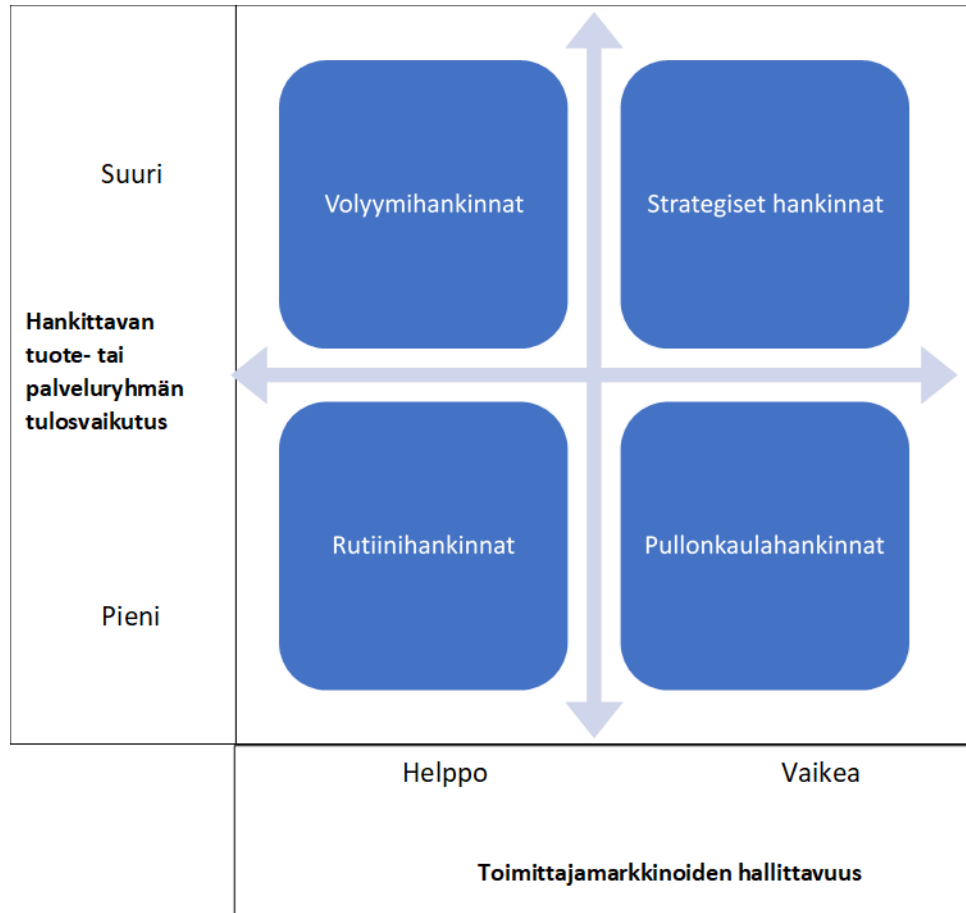 Suuri
Volyymihankinnat
Strategiset hankinnat
Hankittavan
tuote- tai
palveluryhmän
tulosvaikutus
Rutiinihankinnat
Pullonkaulahankinnat
Pieni
Helppo
Vaikea
Toimittajamarkkinoiden hallittavuus